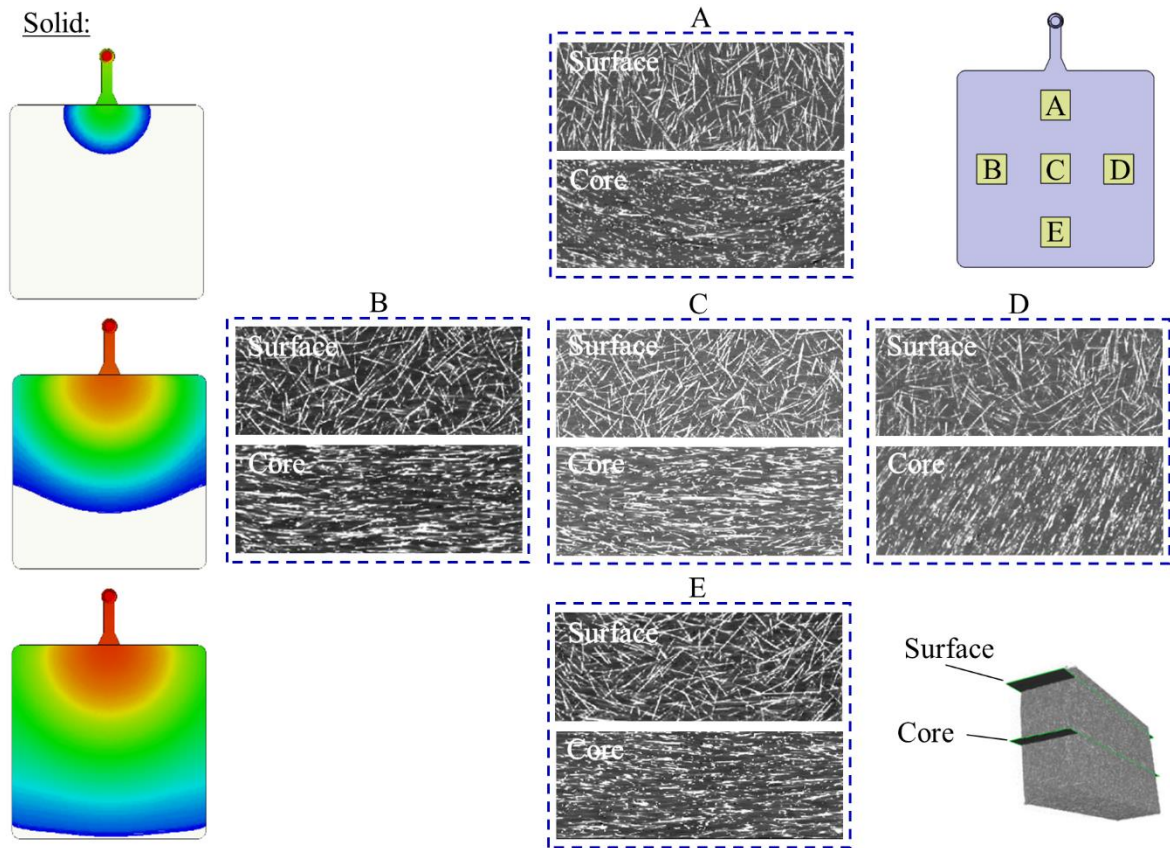 Solid:
A
Surface
Core
A
B C D
E
B
Surface
Core
C
Surface
Core
D
Surface
Core
E
Surface
Core
Surface
Core